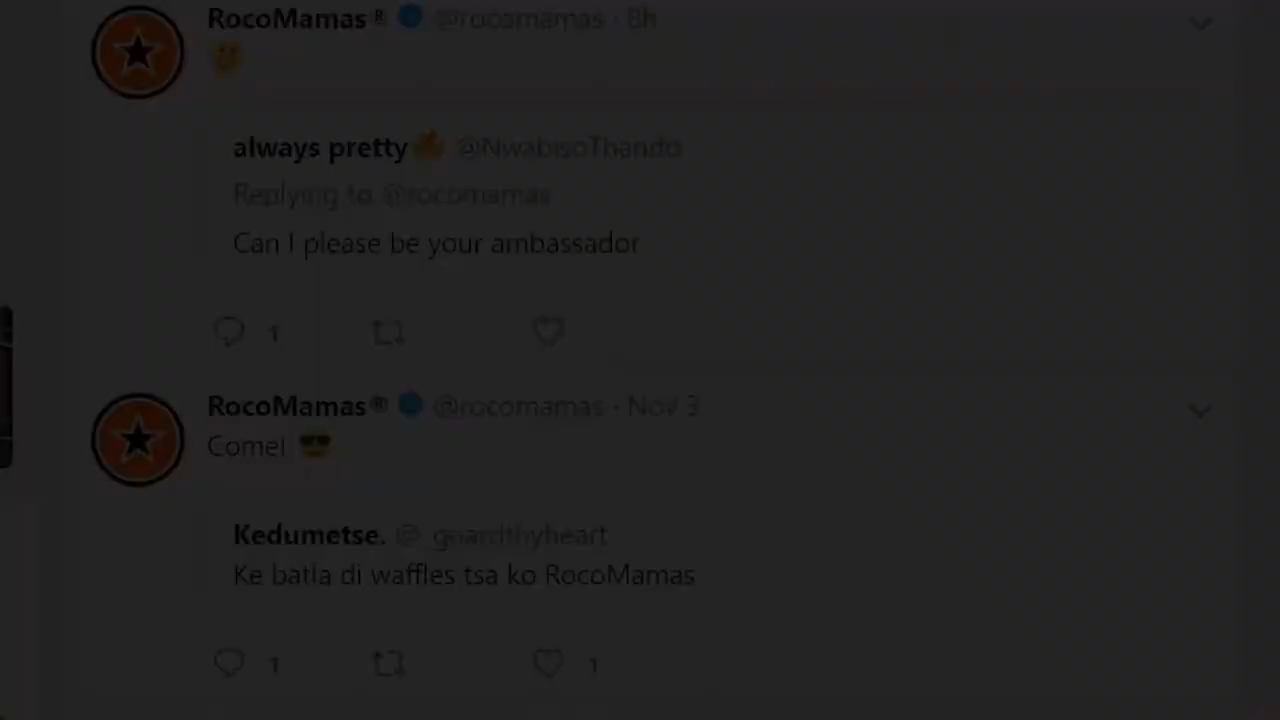 RocoMamas® @rocomamas · 8h
always pretty @NwabisoThando
Replying to @rocomamas
Can I please be your ambassador
1
RocoMamas® @rocomamas · Nov 3
Come!
Kedumetse. @_guardthyheart
Ke batla di waffles tsa ko RocoMamas
1 1